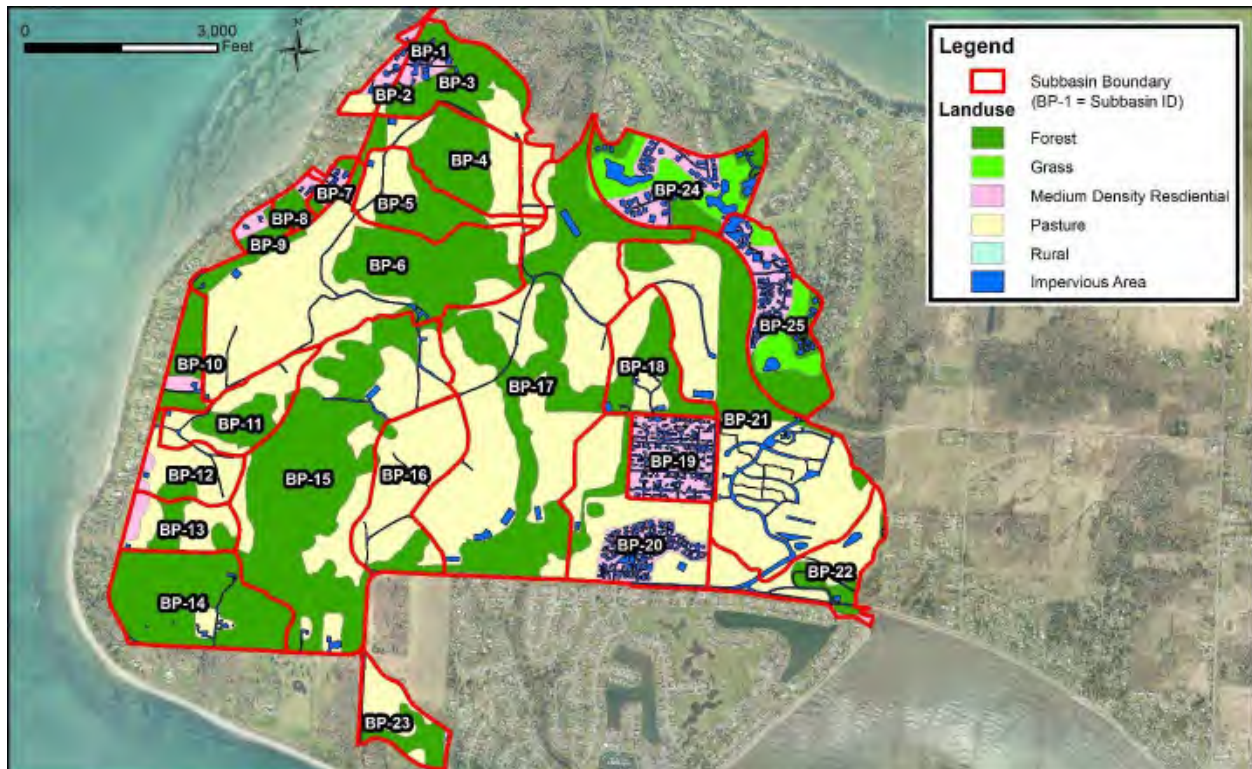 0 3,000
Feet
N
Legend
Subbasin Boundary
(BP-1 = Subbasin ID)
Landuse
Forest
Grass
Medium Density Resdiential
Pasture
Rural
Impervious Area
BP-1
BP-3
BP-2
BP-4
BP-7
BP-24
BP-5
BP-8
BP-9
BP-6
BP-25
BP-10
BP-18
BP-17
BP-11
BP-21
BP-12
BP-15
BP-16
BP-19
BP-13
BP-20
BP-22
BP-14
BP-23